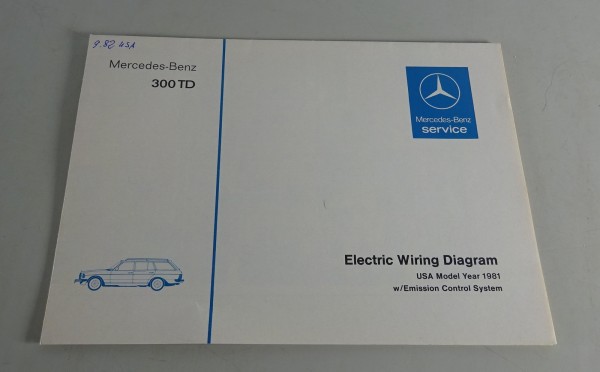 9.82 USA
Mercedes-Benz
300 TD
Mercedes-Benz
service
Electric Wiring Diagram
USA Model Year 1981
w/Emission Control System